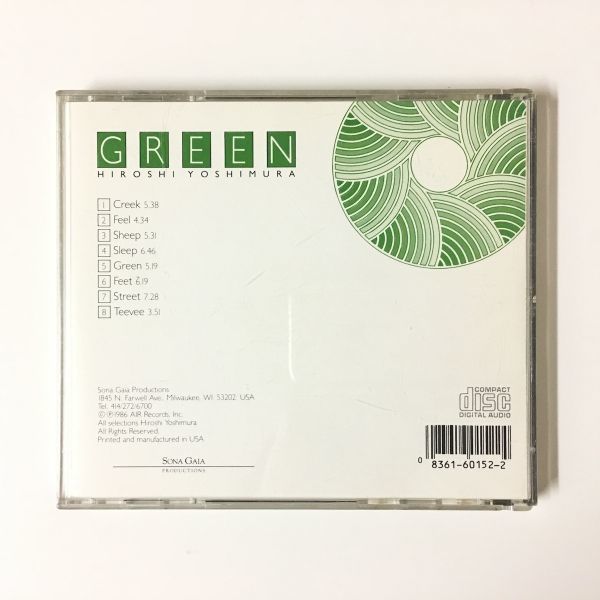 GREEN
HIROSHI YOSHIMURA
1 Creek 5.38
2 Feel 4.34
3 Sheep 5.31
4 Sleep 6.46
5 Green 5.19
6 Feet 6.19
7 Street 7.28
8 Teevee 3.51
Sona Gaia Productions
1845 N. Farwell Ave., Milwaukee, WI 53202 USA
Tel. 414/272/6700
© ℗ 1986 AIR Records, Inc.
All selections Hiroshi Yoshimura
All Rights Reserved.
Printed and manufactured in USA
SONA GAIA
PRODUCTIONS
COMPACT
disc
DIGITAL AUDIO
0 8361-60152-2